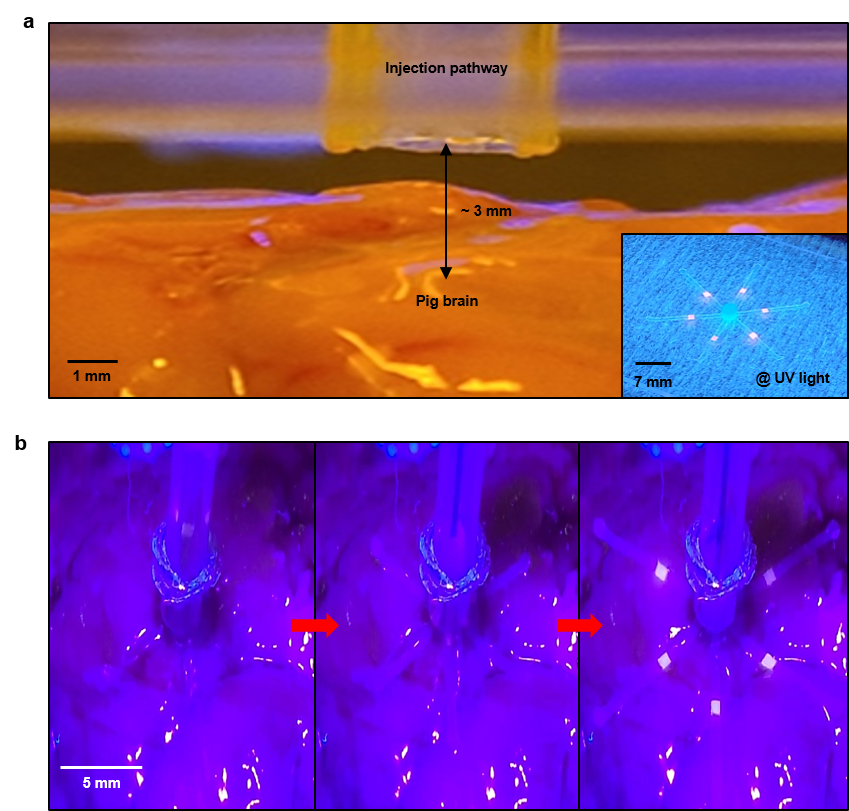 a
Injection pathway
~ 3 mm
Pig brain
1 mm
7 mm
@ UV light
b
5 mm